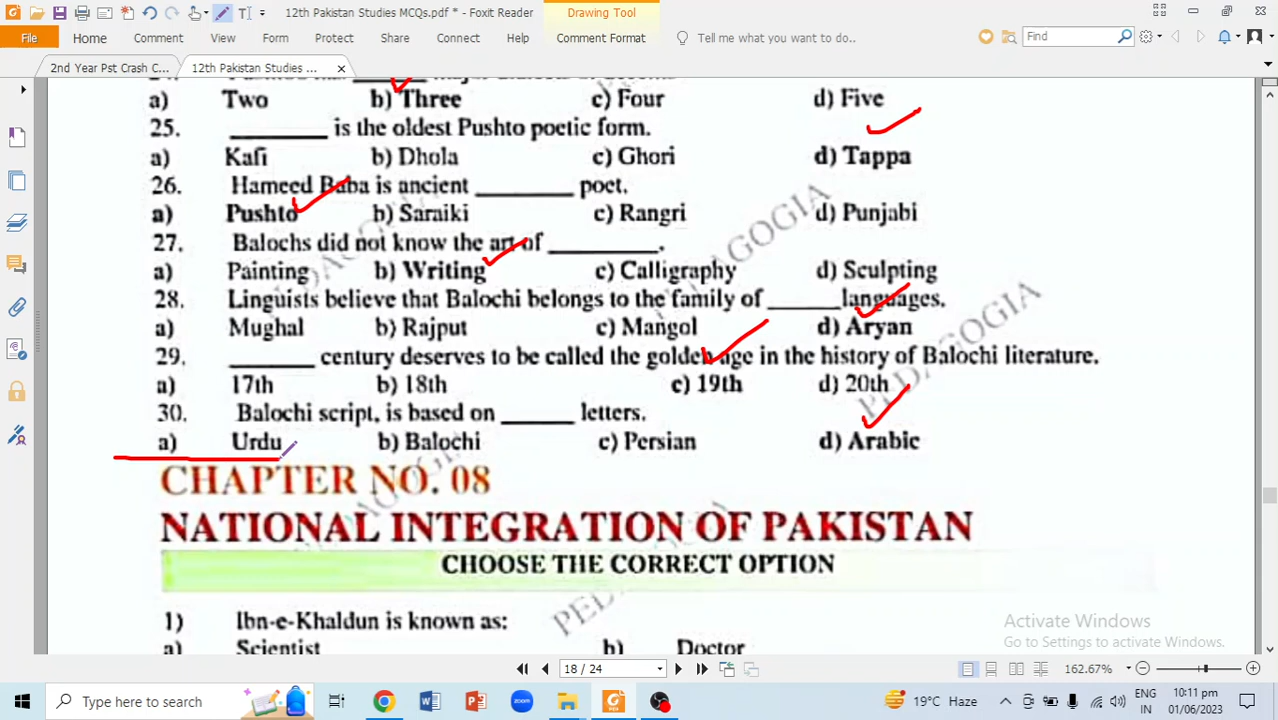 12th Pakistan Studies MCQs.pdf * - Foxit Reader
Drawing Tool
File Home Comment View Form Protect Share Connect Help Comment Format Tell me what you want to do.. Find
2nd Year Pst Crash C... 12th Pakistan Studies ...
a) Two b) Three c) Four d) Five
25. ________ is the oldest Pushto poetic form.
a) Kafi b) Dhola c) Ghori d) Tappa
26. Hameed Baba is ancient ________ poet.
a) Pushto b) Saraiki c) Rangri d) Punjabi
27. Balochs did not know the art of ________.
a) Painting b) Writing c) Calligraphy d) Sculpting
28. Linguists believe that Balochi belongs to the family of ______ languages.
a) Mughal b) Rajput c) Mangol d) Aryan
29. _______ century deserves to be called the golden age in the history of Balochi literature.
a) 17th b) 18th c) 19th d) 20th
30. Balochi script, is based on ______ letters.
a) Urdu b) Balochi c) Persian d) Arabic
CHAPTER NO. 08
NATIONAL INTEGRATION OF PAKISTAN
CHOOSE THE CORRECT OPTION
1) Ibn-e-Khaldun is known as:
a) Scientist b) Doctor
PEDAGOGIA
Activate Windows
Go to Settings to activate Windows.
18 / 24
162.67%
Type here to search
zoom
19°C Haze
ENG
IN
10:11 pm
01/06/2023